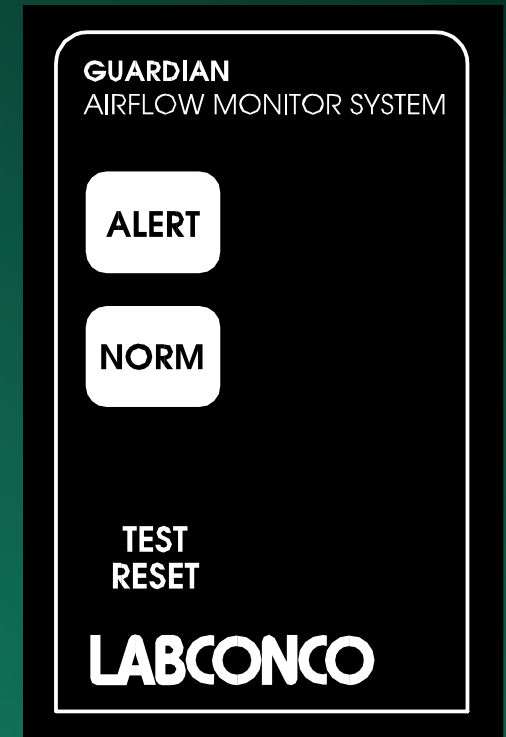 GUARDIAN
AIRFLOW MONITOR SYSTEM
ALERT
NORM
TEST
RESET
LABCONCO